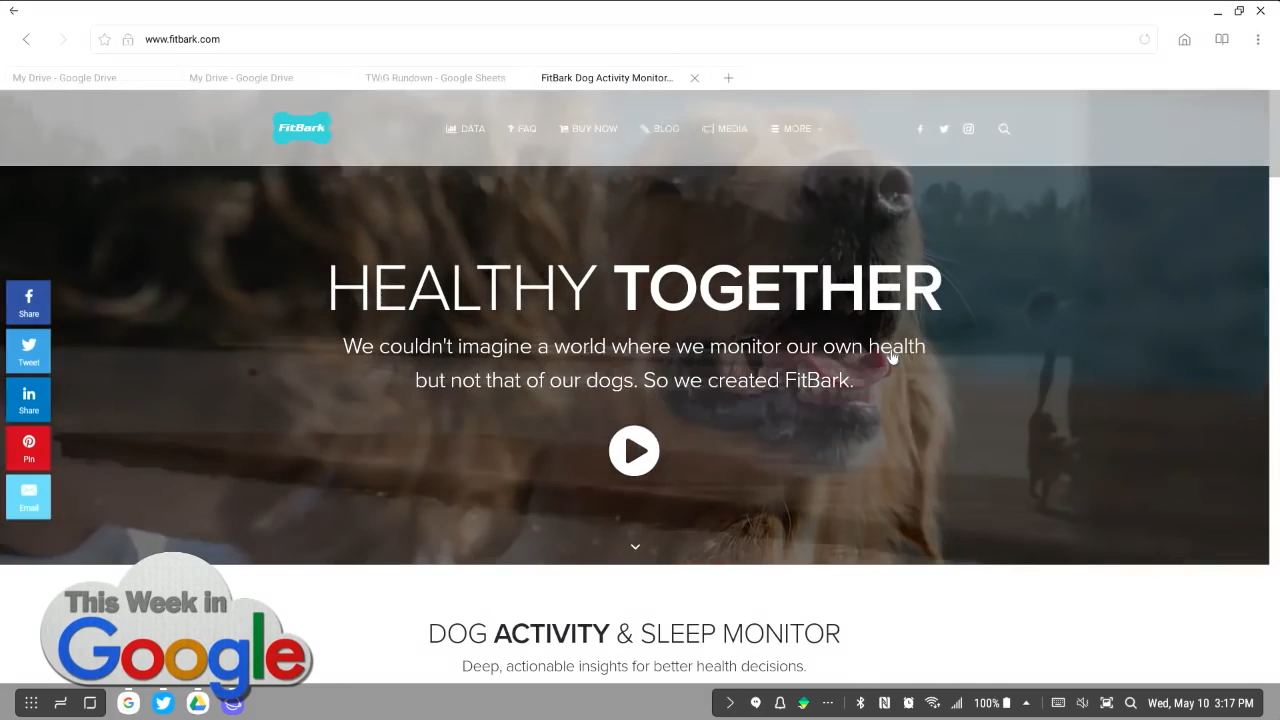 www.fitbark.com
My Drive - Google Drive
My Drive - Google Drive
TWiG Rundown - Google Sheets
FitBark Dog Activity Monitor...
FitBark
DATA
? FAQ
BUY NOW
BLOG
MEDIA
MORE
HEALTHY TOGETHER
We couldn't imagine a world where we monitor our own health
but not that of our dogs. So we created FitBark.
Share
Tweet
Share
Pin
Email
This Week in
Google
DOG ACTIVITY & SLEEP MONITOR
Deep, actionable insights for better health decisions.
100%
Wed, May 10 3:17 PM